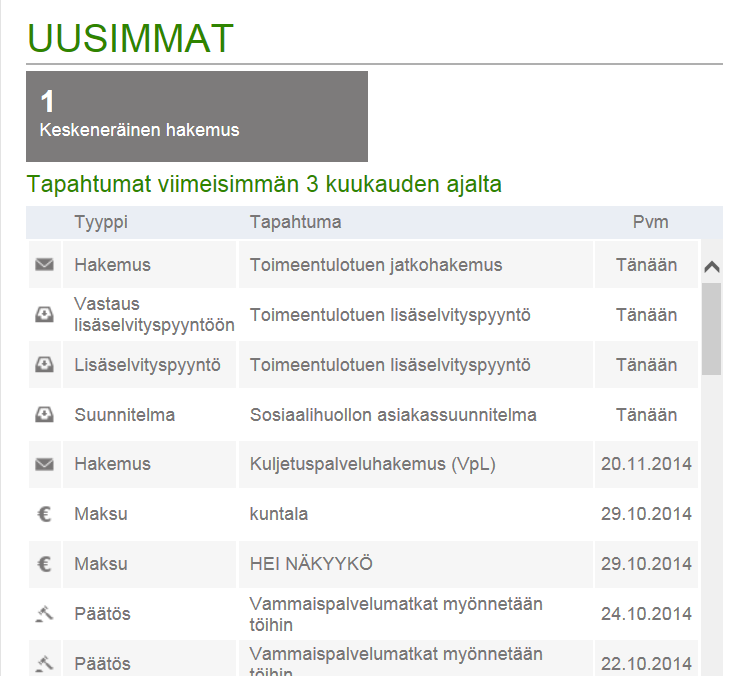 UUSIMMAT
1
Keskeneräinen hakemus
Tapahtumat viimeisimmän 3 kuukauden ajalta
Tyyppi Tapahtuma Pvm
Hakemus Toimeentulotuen jatkohakemus Tänään
Vastaus
lisäselvityspyyntöön Toimeentulotuen lisäselvityspyyntö Tänään
Lisäselvityspyyntö Toimeentulotuen lisäselvityspyyntö Tänään
Suunnitelma Sosiaalihuollon asiakassuunnitelma Tänään
Hakemus Kuljetuspalveluhakemus (VpL) 20.11.2014
€ Maksu kuntala 29.10.2014
€ Maksu HEI NÄKYYKÖ 29.10.2014
Päätös Vammaispalvelumatkat myönnetään
töihin 24.10.2014
Päätös Vammaispalvelumatkat myönnetään
töihin 22.10.2014